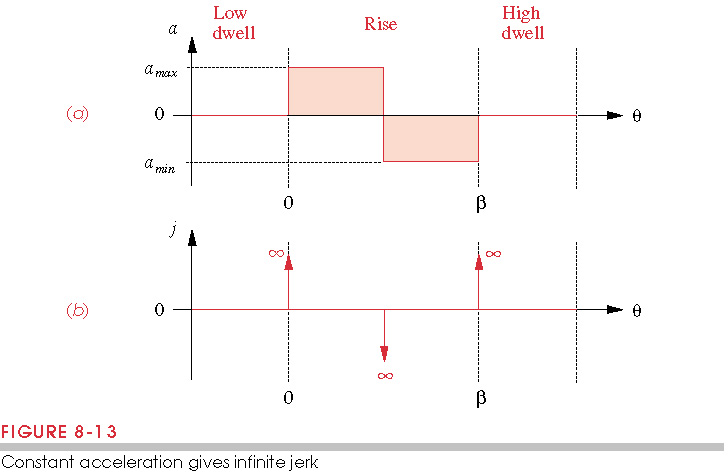 Low dwell
Rise
High dwell
a
a max
(a)
0
θ
a min
0
β
j
∞
∞
(b)
0
θ
∞
0
β
FIGURE 8-13
Constant acceleration gives infinite jerk